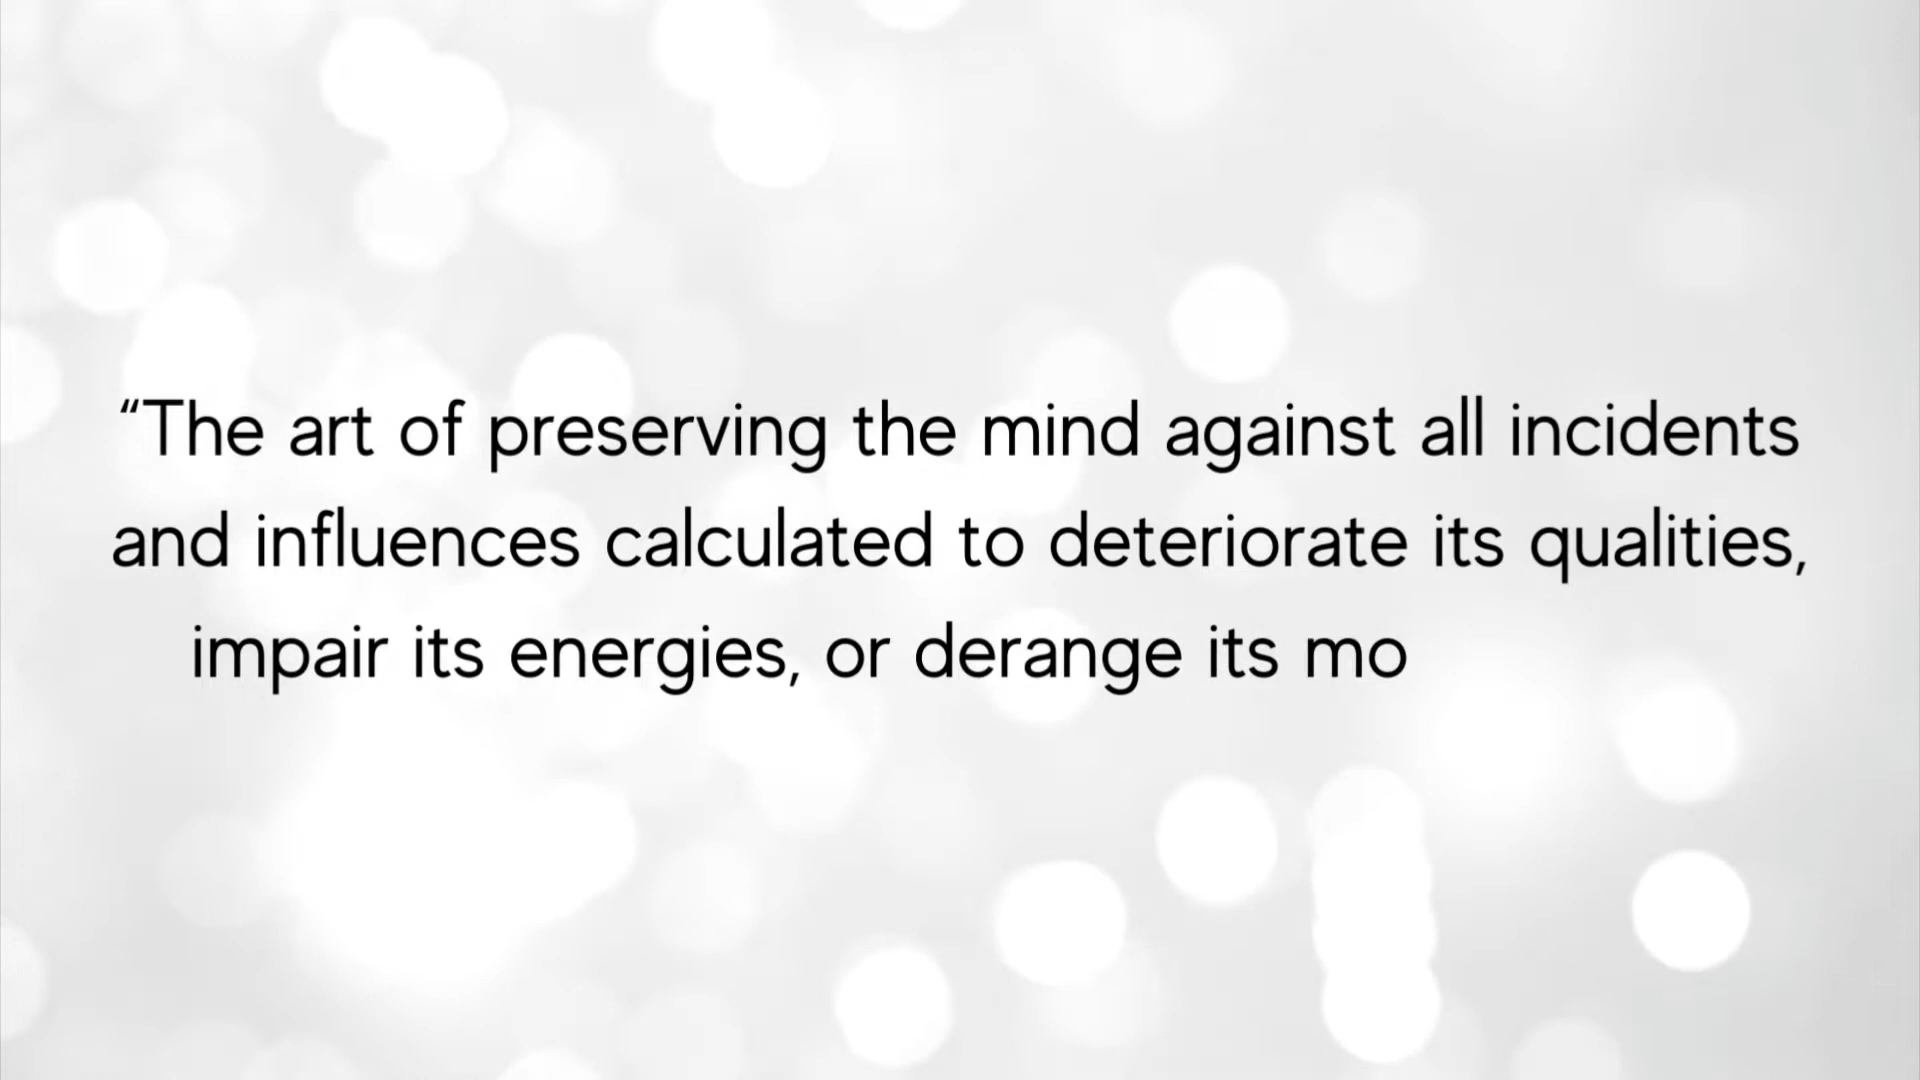 “The art of preserving the mind against all incidents
and influences calculated to deteriorate its qualities,
impair its energies, or derange its mo